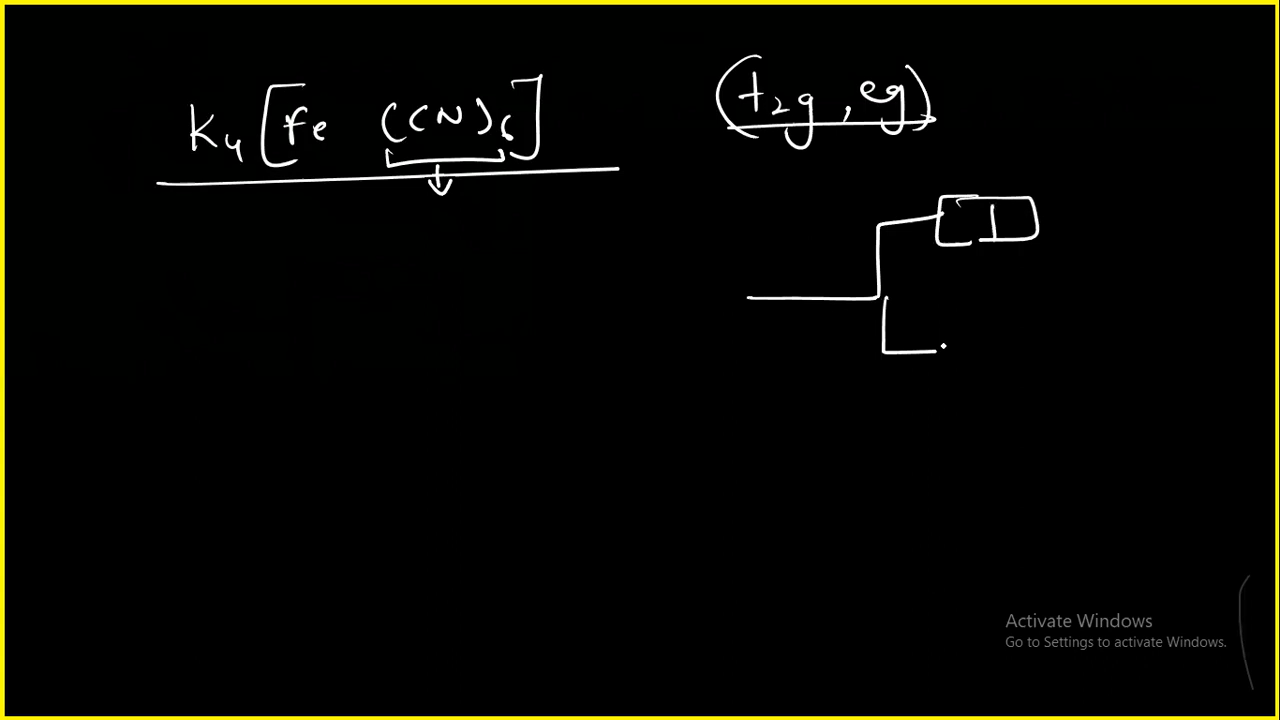 K4[Fe (CN)6]
(t2g, eg)
Activate Windows
Go to Settings to activate Windows.